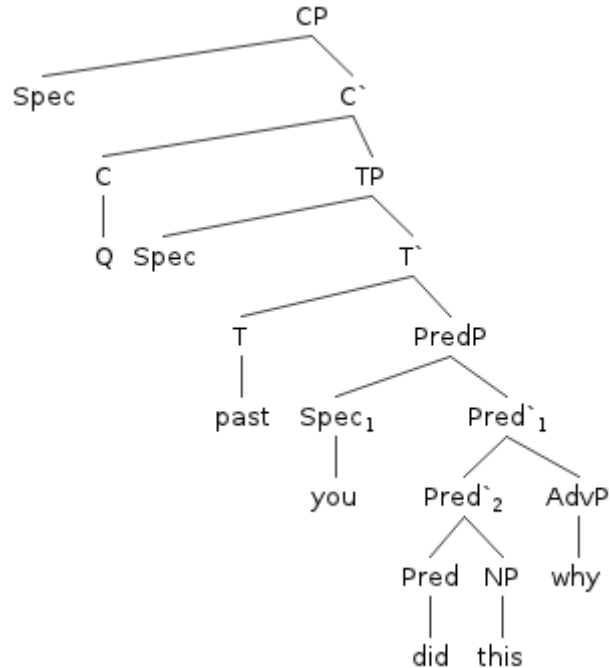 CP
Spec C`
C TP
Q Spec T`
T PredP
past Spec1 Pred`1
you Pred`2 AdvP
Pred NP why
did this